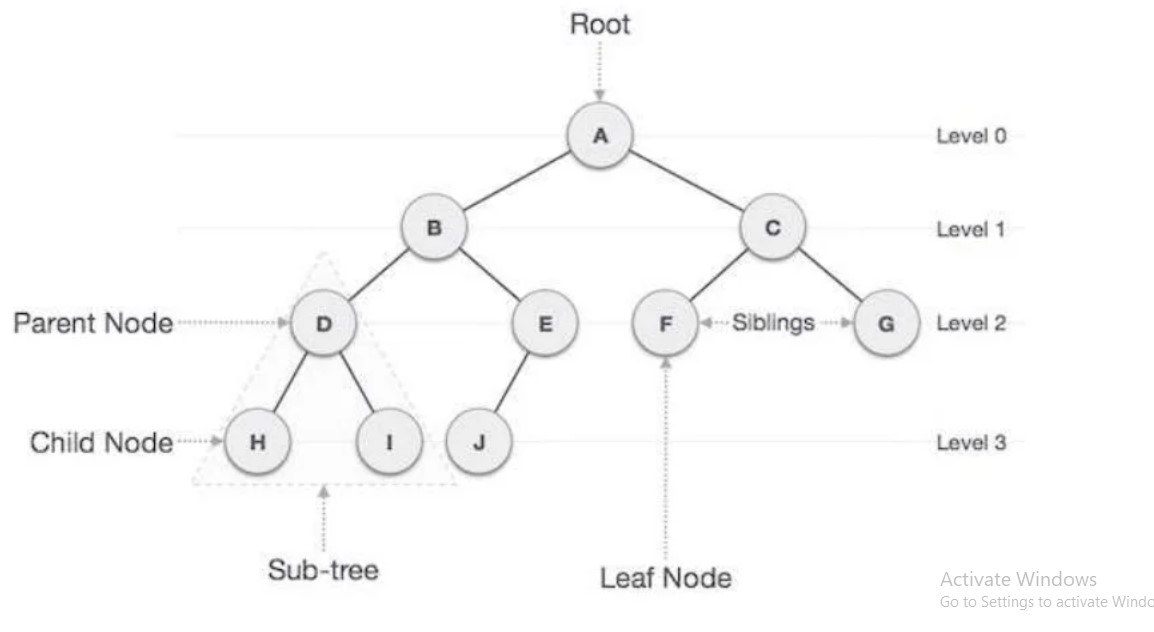 Root
A
Level 0
B
C
Level 1
Parent Node
D
E
F
Siblings
G
Level 2
Child Node
H
I
J
Level 3
Sub-tree
Leaf Node
Activate Windows
Go to Settings to activate Windo